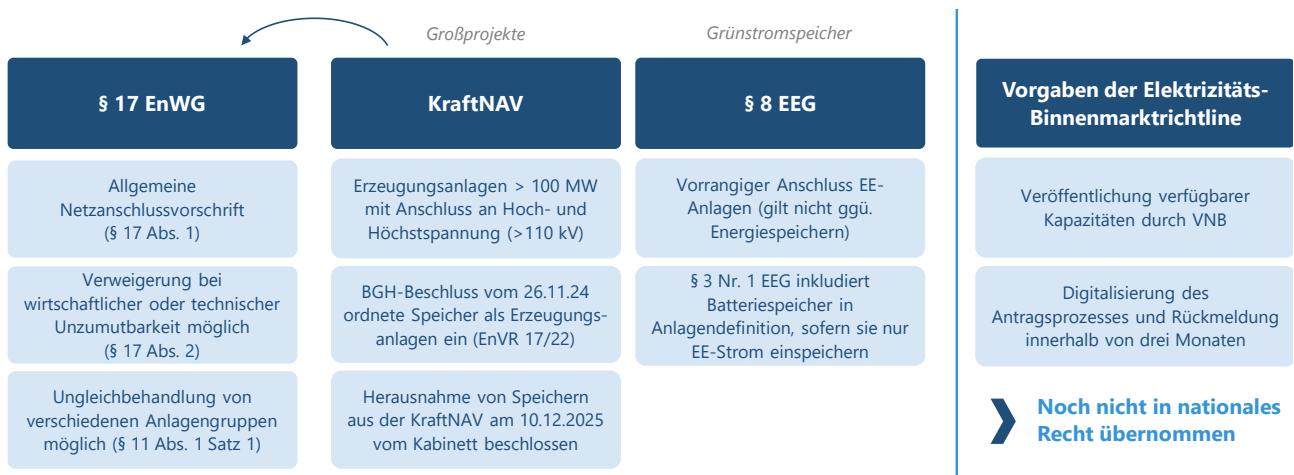 Großprojekte
Grünstromspeicher
§ 17 EnWG
Allgemeine
Netzanschlussvorschrift
(§ 17 Abs. 1)
Verweigerung bei
wirtschaftlicher oder technischer
Unzumutbarkeit möglich
(§ 17 Abs. 2)
Ungleichbehandlung von
verschiedenen Anlagengruppen
möglich (§ 11 Abs. 1 Satz 1)
KraftNAV
Erzeugungsanlagen > 100 MW
mit Anschluss an Hoch- und
Höchstspannung (>110 kV)
BGH-Beschluss vom 26.11.24
ordnete Speicher als Erzeugungs-
anlagen ein (EnVR 17/22)
Herausnahme von Speichern
aus der KraftNAV am 10.12.2025
vom Kabinett beschlossen
§ 8 EEG
Vorrangiger Anschluss EE-
Anlagen (gilt nicht ggü.
Energiespeichern)
§ 3 Nr. 1 EEG inkludiert
Batteriespeicher in
Anlagendefinition, sofern sie nur
EE-Strom einspeichern
Vorgaben der Elektrizitäts-
Binnenmarktrichtline
Veröffentlichung verfügbarer
Kapazitäten durch VNB
Digitalisierung des
Antragsprozesses und Rückmeldung
innerhalb von drei Monaten
Noch nicht in nationales
Recht übernommen